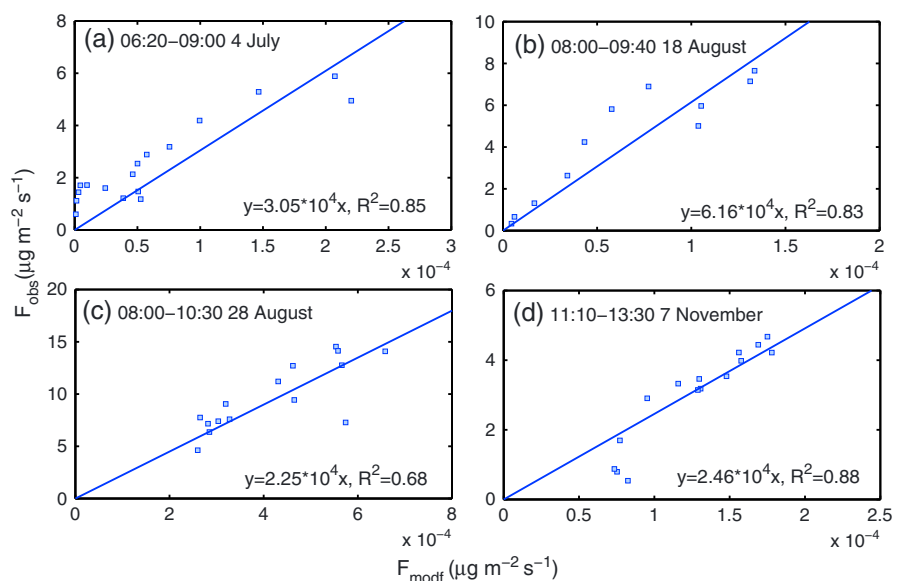 (a) 06:20−09:00 4 July
8
6
4
2
0
y=3.05*10⁴x, R²=0.85
0 0.5 1 1.5 2 2.5 3
x 10⁻⁴
(b) 08:00−09:40 18 August
10
8
6
4
2
0
y=6.16*10⁴x, R²=0.83
0 0.5 1 1.5 2
x 10⁻⁴
F_obs (μg m⁻² s⁻¹)
(c) 08:00−10:30 28 August
20
15
10
5
0
y=2.25*10⁴x, R²=0.68
0 2 4 6 8
x 10⁻⁴
(d) 11:10−13:30 7 November
6
4
2
0
y=2.46*10⁴x, R²=0.88
0 0.5 1 1.5 2 2.5
x 10⁻⁴
F_modf (μg m⁻² s⁻¹)